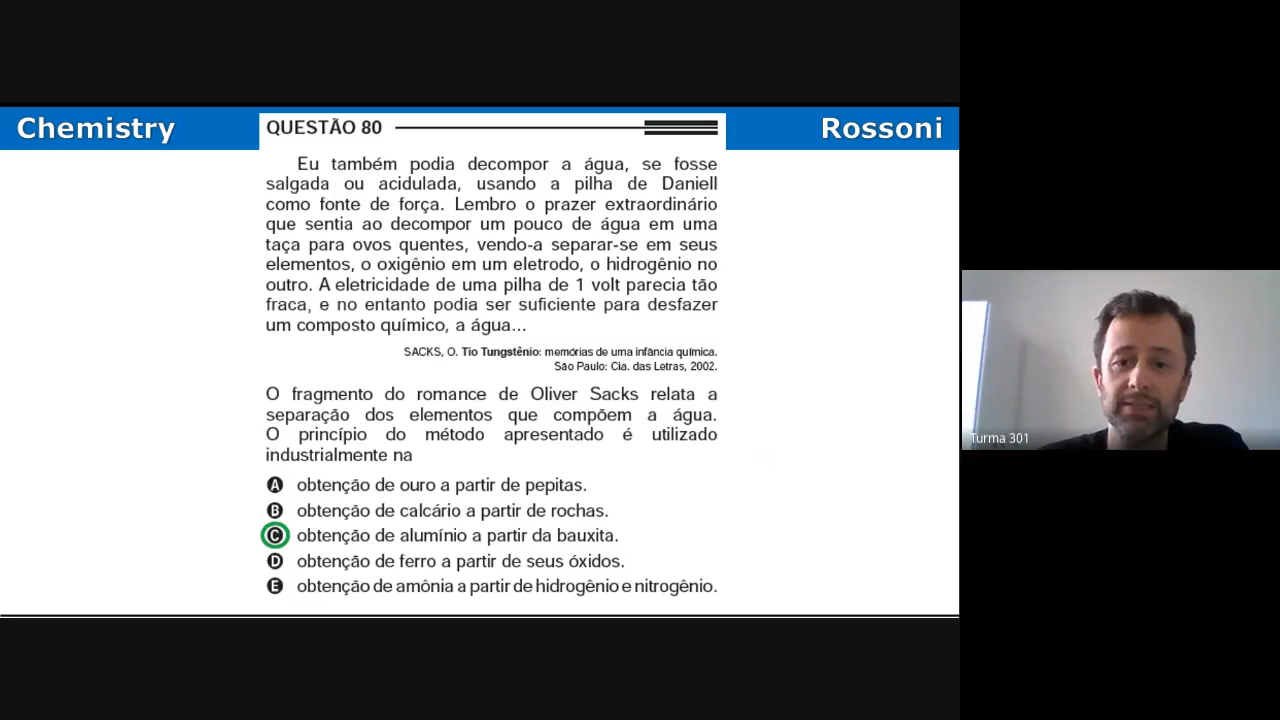 Chemistry
Rossoni
QUESTÃO 80
Eu também podia decompor a água, se fosse
salgada ou acidulada, usando a pilha de Daniell
como fonte de força. Lembro o prazer extraordinário
que sentia ao decompor um pouco de água em uma
taça para ovos quentes, vendo-a separar-se em seus
elementos, o oxigênio em um eletrodo, o hidrogênio no
outro. A eletricidade de uma pilha de 1 volt parecia tão
fraca, e no entanto podia ser suficiente para desfazer
um composto químico, a água...
SACKS, O. Tio Tungstênio: memórias de uma infância química.
São Paulo: Cia. das Letras, 2002.
O fragmento do romance de Oliver Sacks relata a
separação dos elementos que compõem a água.
O princípio do método apresentado é utilizado
industrialmente na
A obtenção de ouro a partir de pepitas.
B obtenção de calcário a partir de rochas.
C obtenção de alumínio a partir da bauxita.
D obtenção de ferro a partir de seus óxidos.
E obtenção de amônia a partir de hidrogênio e nitrogênio.
Turma 301